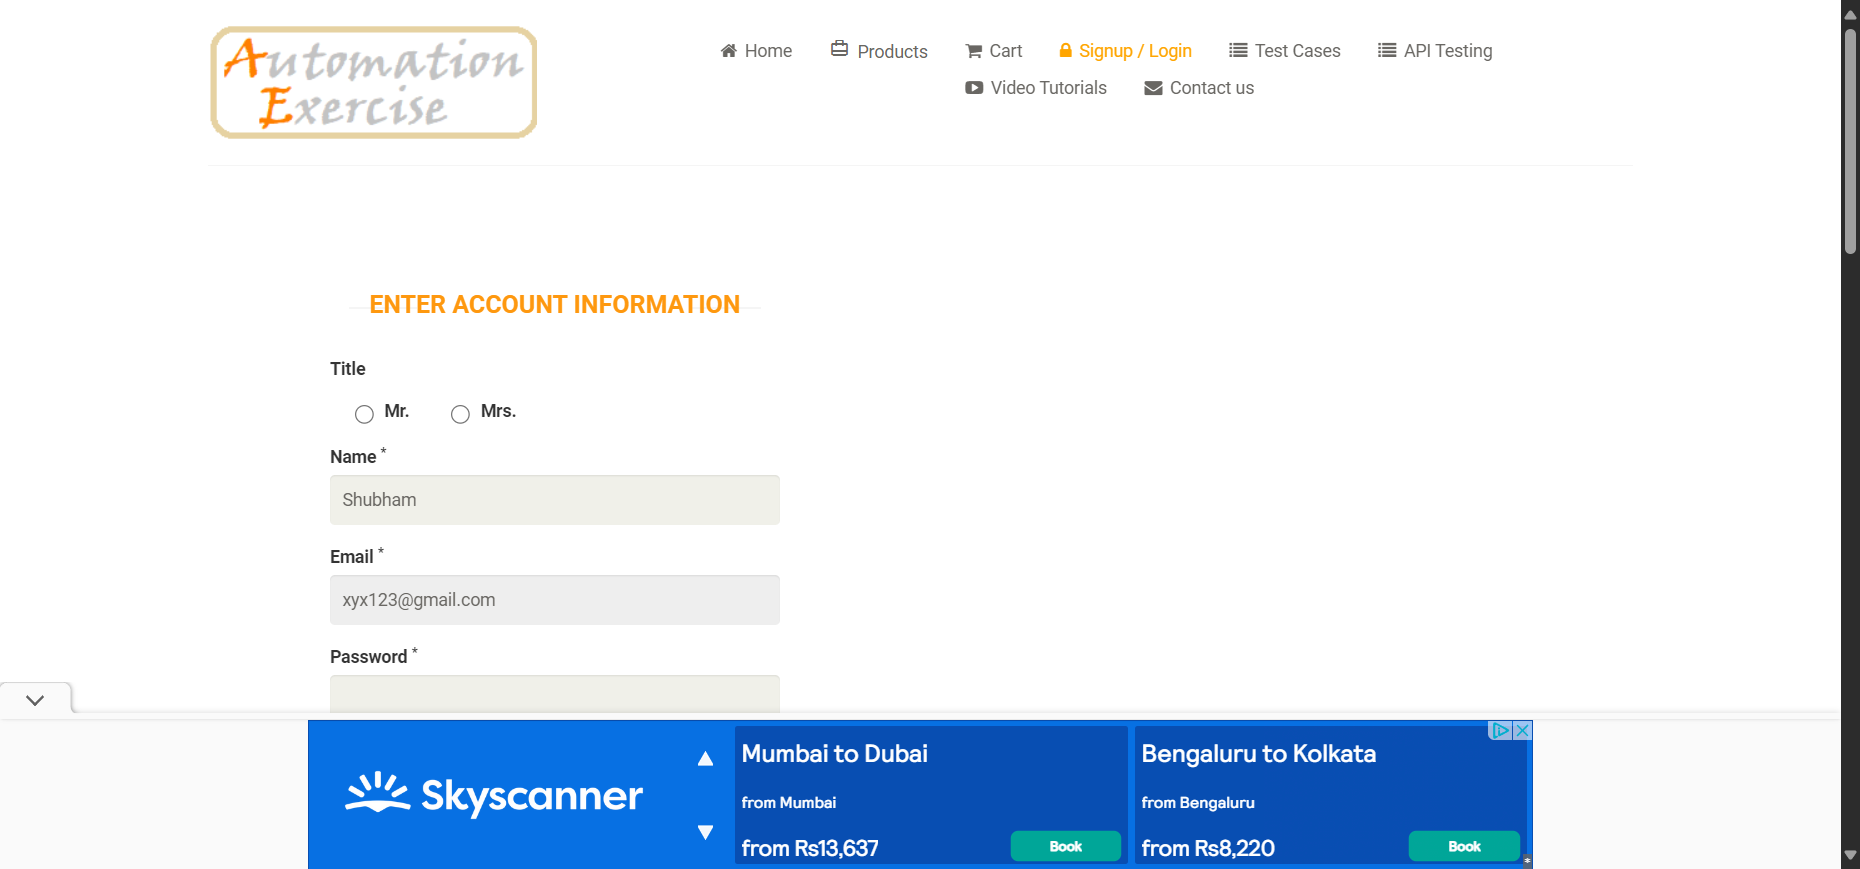 Automation
Exercise
Home Products Cart Signup / Login Test Cases API Testing
Video Tutorials Contact us
ENTER ACCOUNT INFORMATION
Title
Mr. Mrs.
Name *
Shubham
Email *
xyx123@gmail.com
Password *
Skyscanner
Mumbai to Dubai
from Mumbai
from Rs13,637
Book
Bengaluru to Kolkata
from Bengaluru
from Rs8,220
Book